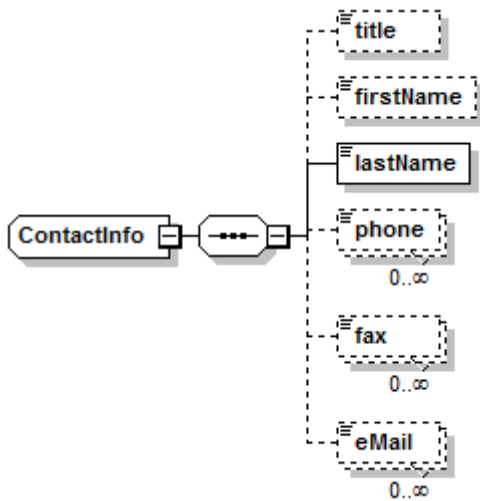 title
firstName
lastName
ContactInfo
phone
0..∞
fax
0..∞
eMail
0..∞